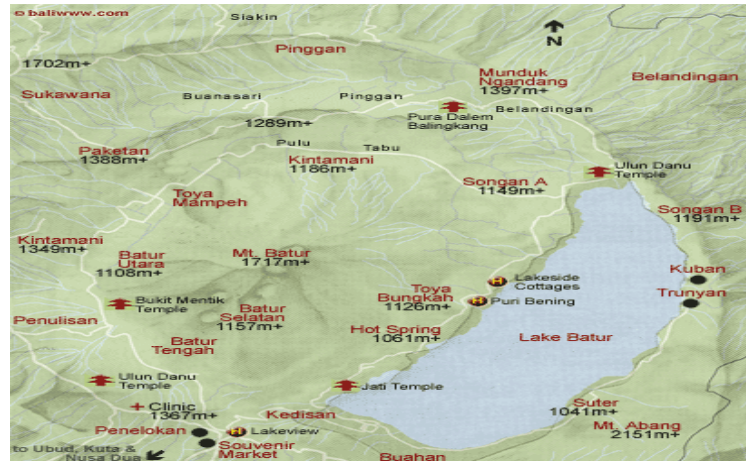 © baliwww.com
Siakin
N
Pinggan
1702m+
Munduk
Ngandang
1397m+
Belandingan
Sukawana
Buanasari
Pinggan
Belandingan
1289m+
Pura Dalem
Balingkang
Pulu
Tabu
Paketan
1388m+
Kintamani
1186m+
Ulun Danu
Temple
Songan A
1149m+
Toya
Mampeh
Songan B
1191m+
Kintamani
1349m+
Batur
Utara
1108m+
Mt. Batur
1717m+
Kuban
Lakeside
Cottages
Toya
Bungkah
1126m+
H
H
Puri Bening
Trunyan
Bukit Mentik
Temple
Batur
Selatan
1157m+
Penulisan
Hot Spring
1061m+
Lake Batur
Batur
Tengah
Ulun Danu
Temple
Jati Temple
Clinic
1367m+
Kedisan
Suter
1041m+
Mt. Abang
2151m+
Penelokan
H
Lakeview
Souvenir
Market
to Ubud, Kuta &
Nusa Dua
Buahan